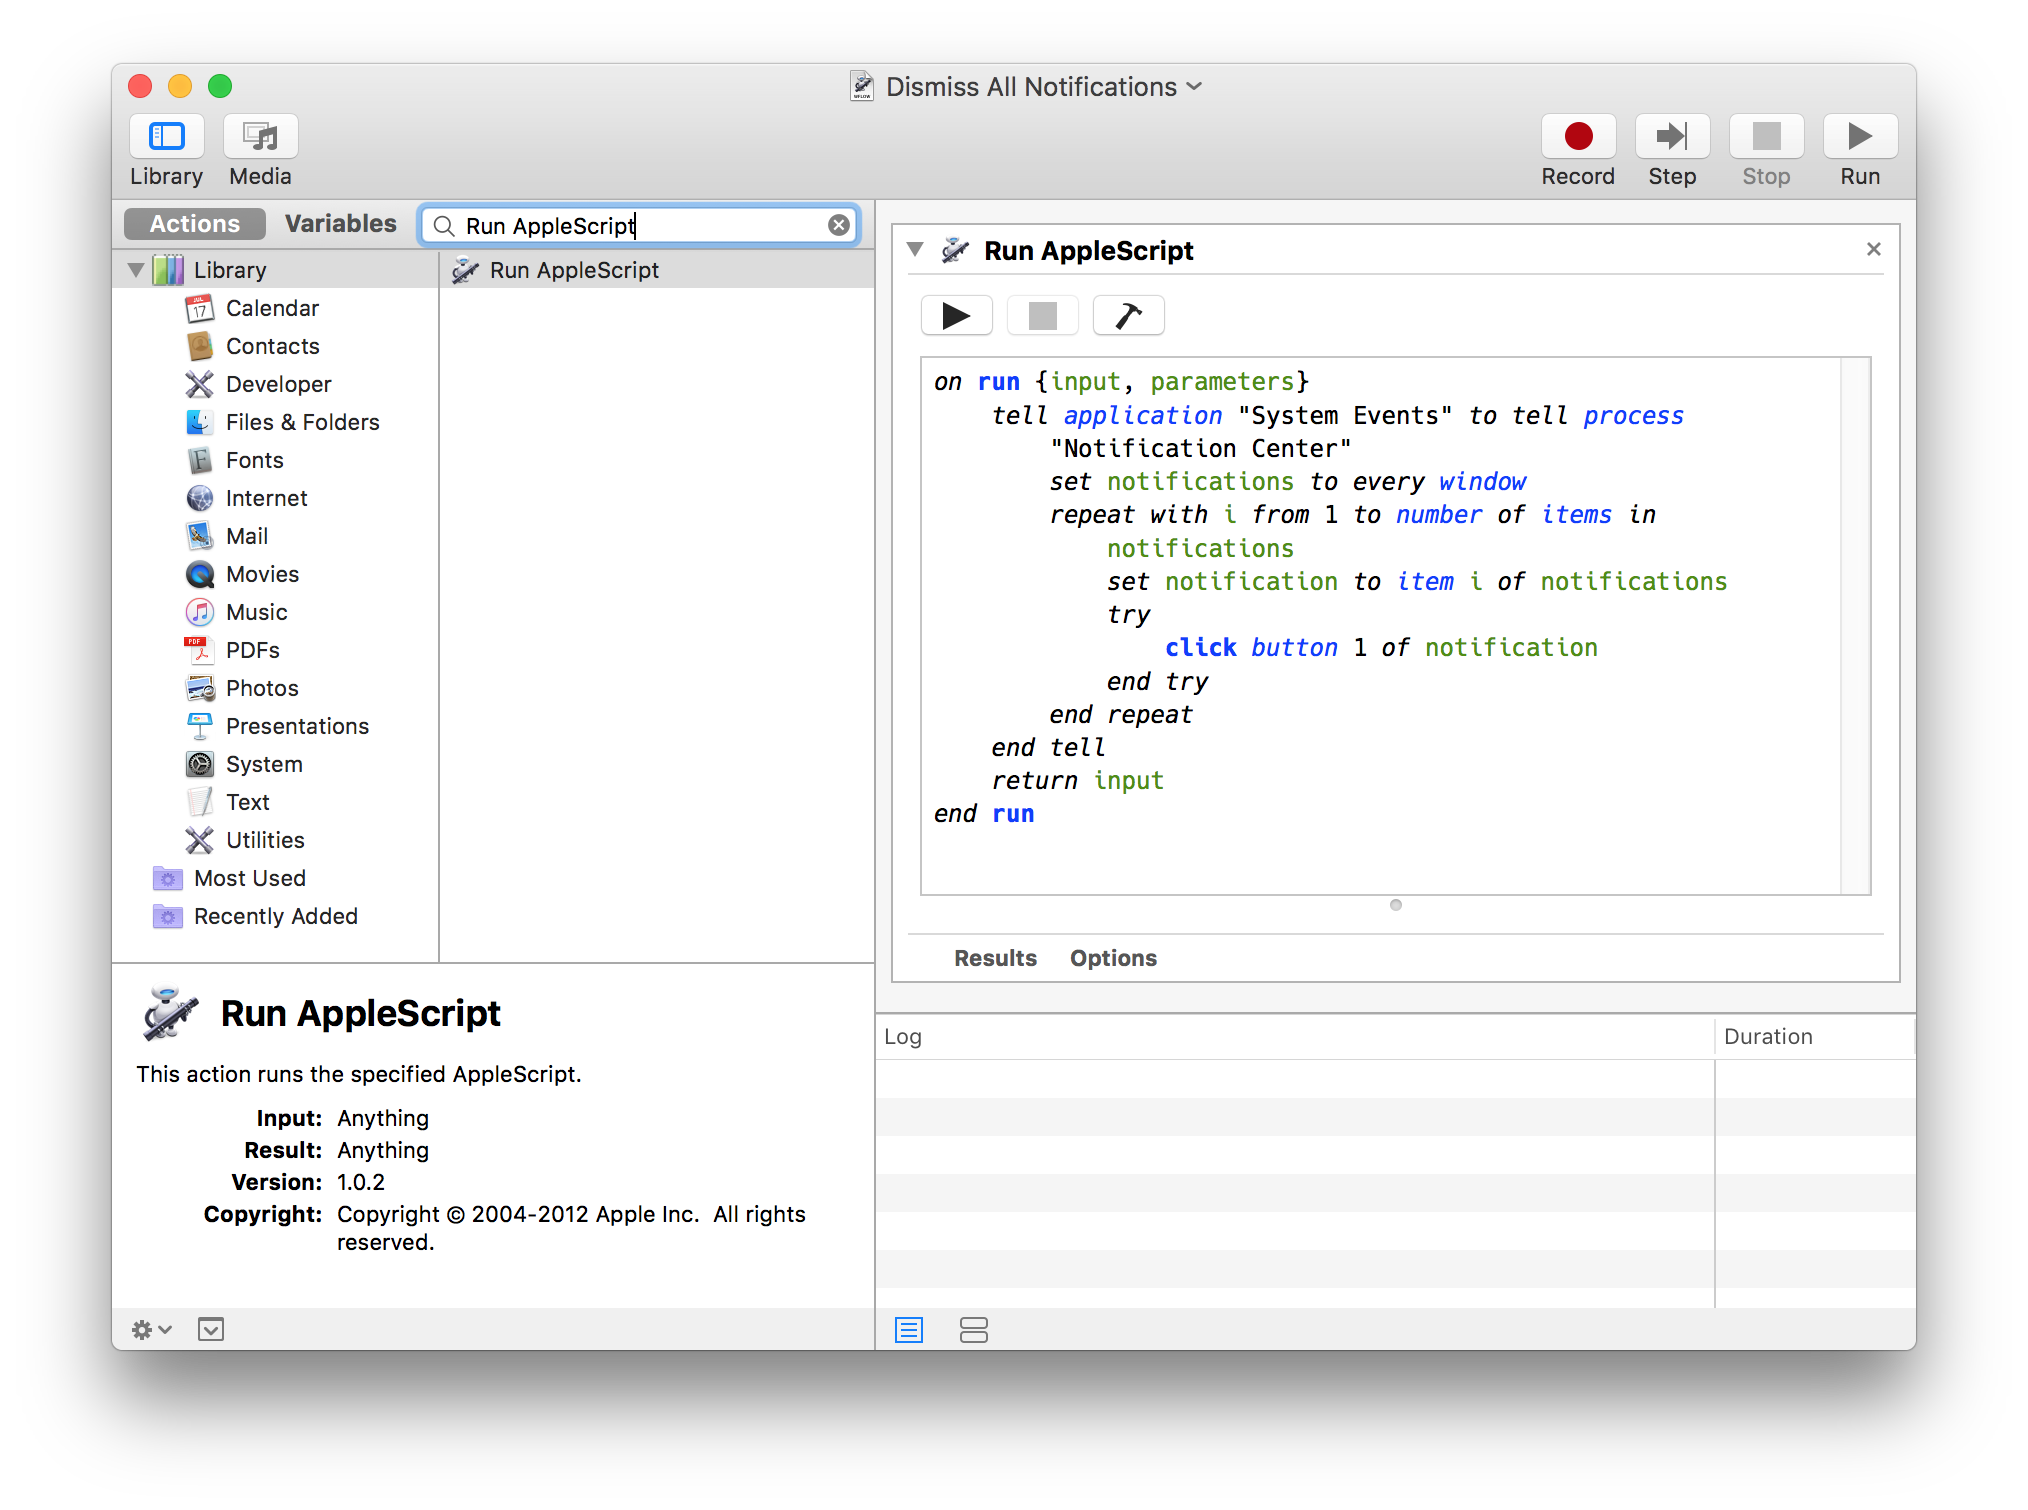 Dismiss All Notifications
Library
Media
Record
Step
Stop
Run
Actions
Variables
Run AppleScript
Library
Calendar
Contacts
Developer
Files & Folders
Fonts
Internet
Mail
Movies
Music
PDFs
Photos
Presentations
System
Text
Utilities
Most Used
Recently Added
Run AppleScript
Run AppleScript
on run {input, parameters}
tell application "System Events" to tell process
"Notification Center"
set notifications to every window
repeat with i from 1 to number of items in
notifications
set notification to item i of notifications
try
click button 1 of notification
end try
end repeat
end tell
return input
end run
Results
Options
Run AppleScript
This action runs the specified AppleScript.
Input: Anything
Result: Anything
Version: 1.0.2
Copyright: Copyright © 2004-2012 Apple Inc. All rights
reserved.
Log
Duration